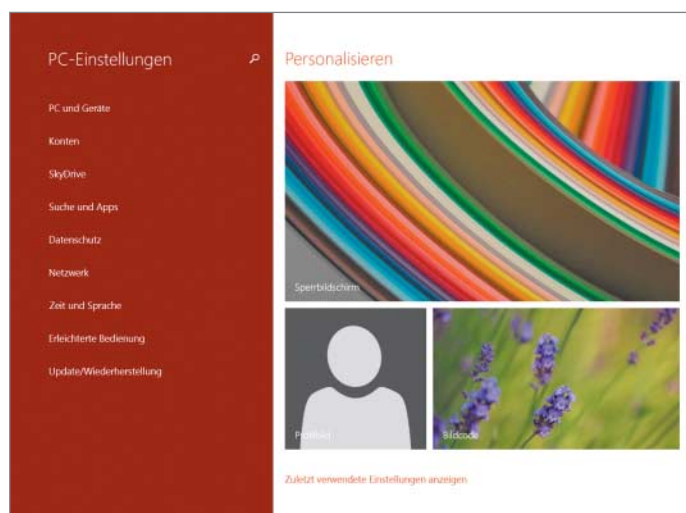 PC-Einstellungen
PC und Geräte
Konten
SkyDrive
Suche und Apps
Datenschutz
Netzwerk
Zeit und Sprache
Erleichterte Bedienung
Update/Wiederherstellung
Personalisieren
Sperrbildschirm
Profilbild
Bildcode
Zuletzt verwendete Einstellungen anzeigen